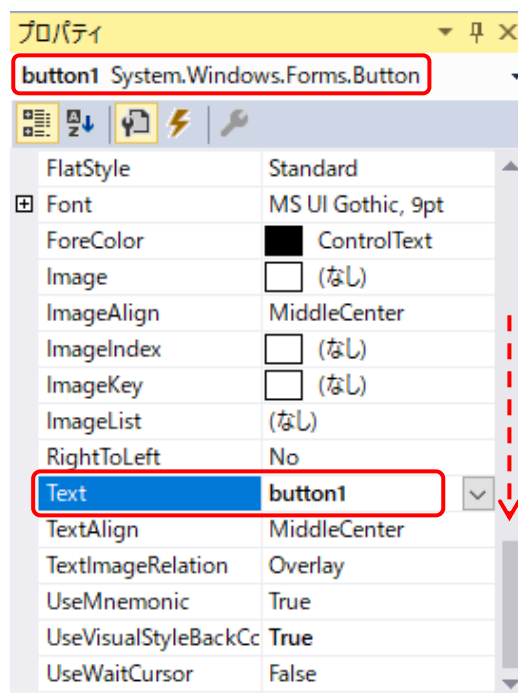 プロパティ
button1 System.Windows.Forms.Button
FlatStyle Standard
Font MS UI Gothic, 9pt
ForeColor ControlText
Image (なし)
ImageAlign MiddleCenter
ImageIndex (なし)
ImageKey (なし)
ImageList (なし)
RightToLeft No
Text button1
TextAlign MiddleCenter
TextImageRelation Overlay
UseMnemonic True
UseVisualStyleBackCc True
UseWaitCursor False